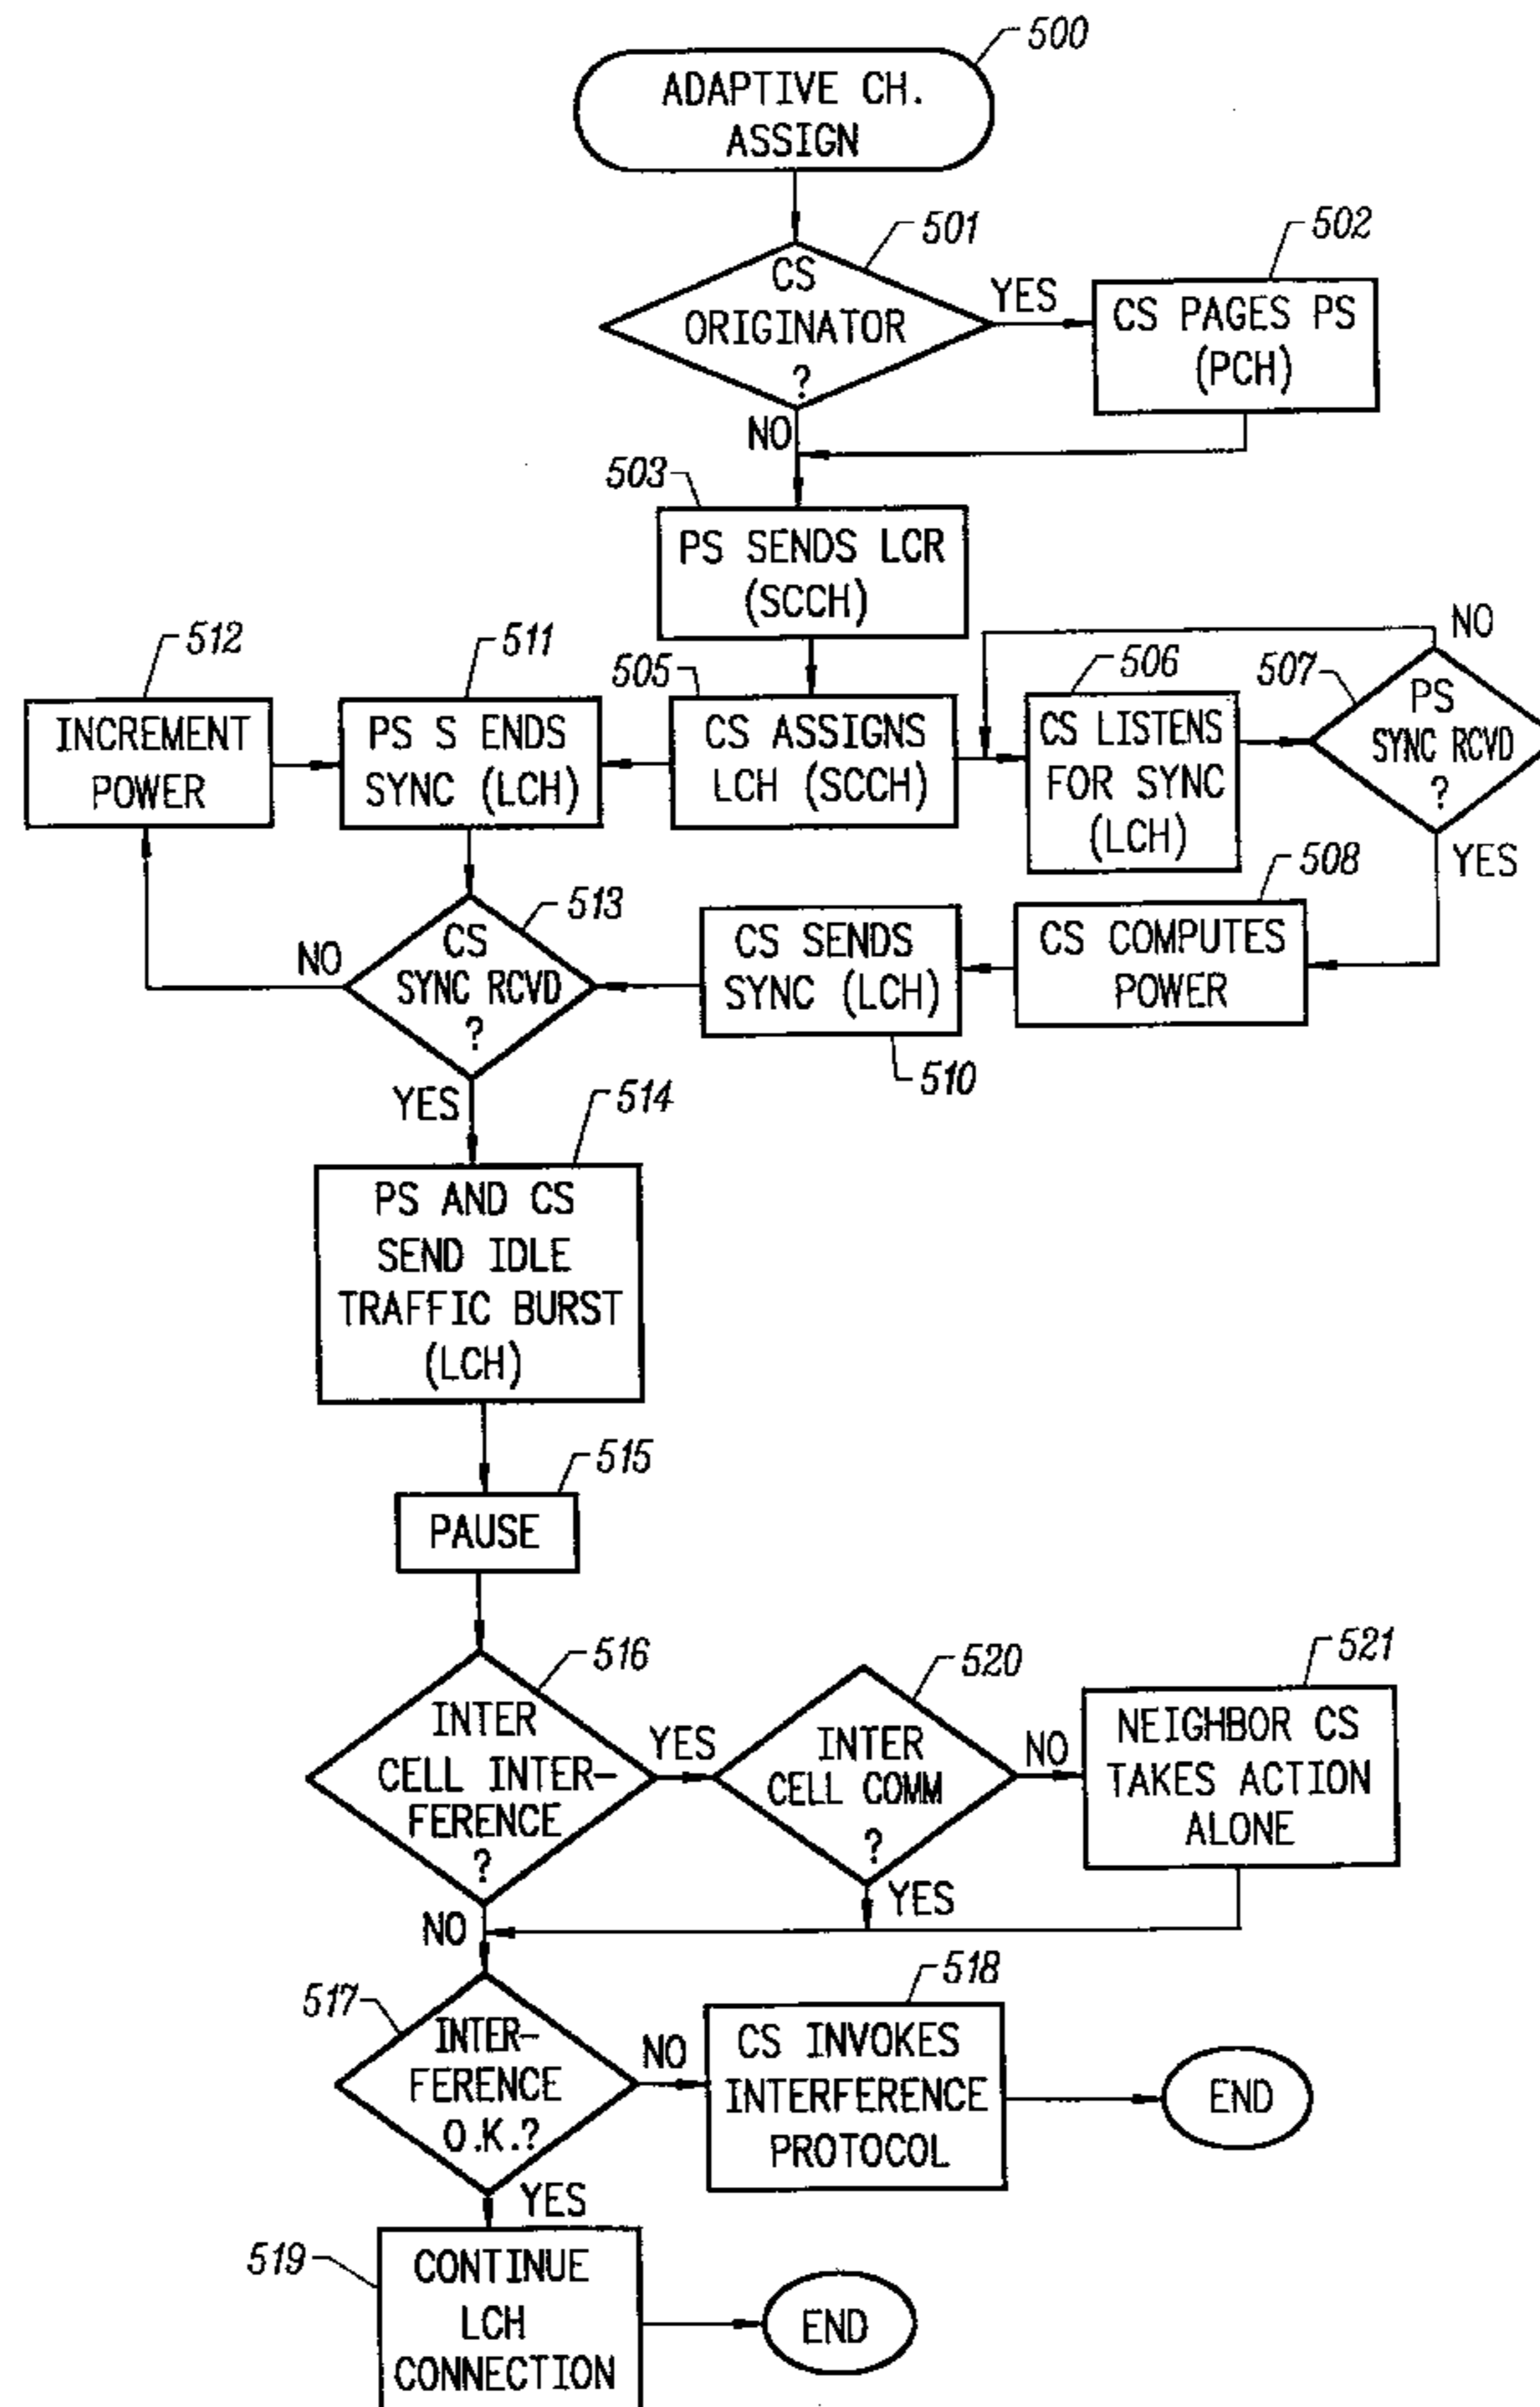 500
ADAPTIVE CH.
ASSIGN
501
CS
ORIGINATOR
?
YES
502
CS PAGES PS
(PCH)
NO
503
PS SENDS LCR
(SCCH)
512
INCREMENT
POWER
511
PS S ENDS
SYNC (LCH)
505
CS ASSIGNS
LCH (SCCH)
506
CS LISTENS
FOR SYNC
(LCH)
NO
507
PS
SYNC RCVD
?
YES
508
CS COMPUTES
POWER
CS SENDS
SYNC (LCH)
510
513
CS
SYNC RCVD
?
NO
YES
514
PS AND CS
SEND IDLE
TRAFFIC BURST
(LCH)
515
PAUSE
516
INTER
CELL INTER-
FERENCE
?
YES
520
INTER
CELL COMM
?
NO
521
NEIGHBOR CS
TAKES ACTION
ALONE
YES
NO
517
INTER-
FERENCE
O.K.?
NO
518
CS INVOKES
INTERFERENCE
PROTOCOL
END
YES
519
CONTINUE
LCH
CONNECTION
END